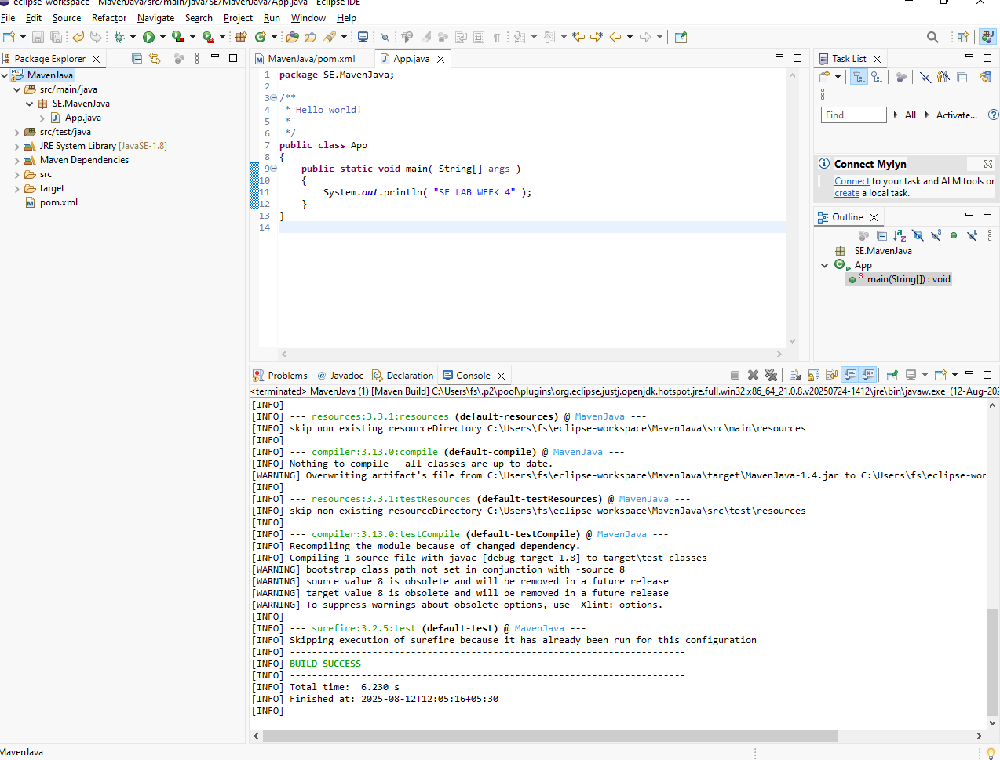 eclipse-workspace - MavenJava/src/main/java/SE/MavenJava/App.java - Eclipse IDE
File Edit Source Refactor Navigate Search Project Run Window Help
Package Explorer
MavenJava
src/main/java
SE.MavenJava
App.java
src/test/java
JRE System Library [JavaSE-1.8]
Maven Dependencies
src
target
pom.xml
MavenJava/pom.xml App.java
1 package SE.MavenJava;
2
3 /**
4 * Hello world!
5 *
6 */
7 public class App
8 {
9 public static void main( String[] args )
10 {
11 System.out.println( "SE LAB WEEK 4" );
12 }
13 }
14
Task List
Find All Activate...
Connect Mylyn
Connect to your task and ALM tools or
create a local task.
Outline
SE.MavenJava
App
main(String[]) : void
Problems Javadoc Declaration Console
<terminated> MavenJava (1) [Maven Build] C:\Users\fs\.p2\pool\plugins\org.eclipse.justj.openjdk.hotspot.jre.full.win32.x86_64_21.0.8.v20250724-1412\jre\bin\javaw.exe (12-Aug-202
[INFO]
[INFO] --- resources:3.3.1:resources (default-resources) @ MavenJava ---
[INFO] skip non existing resourceDirectory C:\Users\fs\eclipse-workspace\MavenJava\src\main\resources
[INFO]
[INFO] --- compiler:3.13.0:compile (default-compile) @ MavenJava ---
[INFO] Nothing to compile - all classes are up to date.
[WARNING] Overwriting artifact's file from C:\Users\fs\eclipse-workspace\MavenJava\target\MavenJava-1.4.jar to C:\Users\fs\eclipse-wor
[INFO]
[INFO] --- resources:3.3.1:testResources (default-testResources) @ MavenJava ---
[INFO] skip non existing resourceDirectory C:\Users\fs\eclipse-workspace\MavenJava\src\test\resources
[INFO]
[INFO] --- compiler:3.13.0:testCompile (default-testCompile) @ MavenJava ---
[INFO] Recompiling the module because of changed dependency.
[INFO] Compiling 1 source file with javac [debug target 1.8] to target\test-classes
[WARNING] bootstrap class path not set in conjunction with -source 8
[WARNING] source value 8 is obsolete and will be removed in a future release
[WARNING] target value 8 is obsolete and will be removed in a future release
[WARNING] To suppress warnings about obsolete options, use -Xlint:-options.
[INFO]
[INFO] --- surefire:3.2.5:test (default-test) @ MavenJava ---
[INFO] Skipping execution of surefire because it has already been run for this configuration
[INFO] ------------------------------------------------------------------------
[INFO] BUILD SUCCESS
[INFO] ------------------------------------------------------------------------
[INFO] Total time:  6.230 s
[INFO] Finished at: 2025-08-12T12:05:16+05:30
[INFO] ------------------------------------------------------------------------
MavenJava